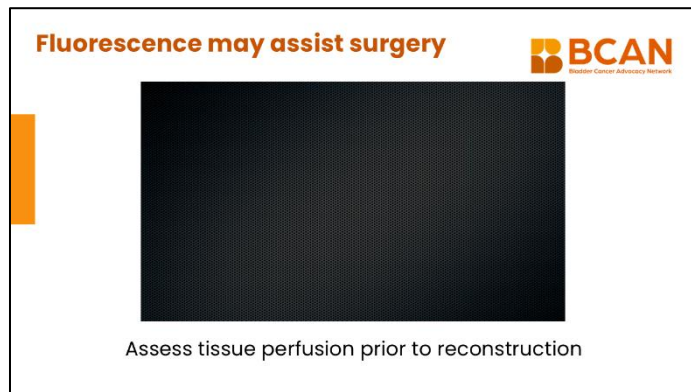 Fluorescence may assist surgery
BCAN
Bladder Cancer Advocacy Network
Assess tissue perfusion prior to reconstruction